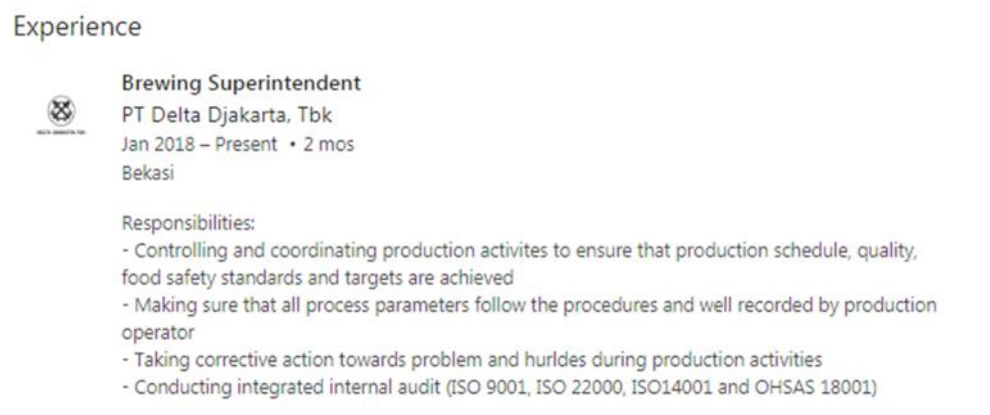 Experience
Brewing Superintendent
PT Delta Djakarta, Tbk
Jan 2018 – Present • 2 mos
Bekasi
Responsibilities:
- Controlling and coordinating production activites to ensure that production schedule, quality,
food safety standards and targets are achieved
- Making sure that all process parameters follow the procedures and well recorded by production
operator
- Taking corrective action towards problem and hurldes during production activities
- Conducting integrated internal audit (ISO 9001, ISO 22000, ISO14001 and OHSAS 18001)